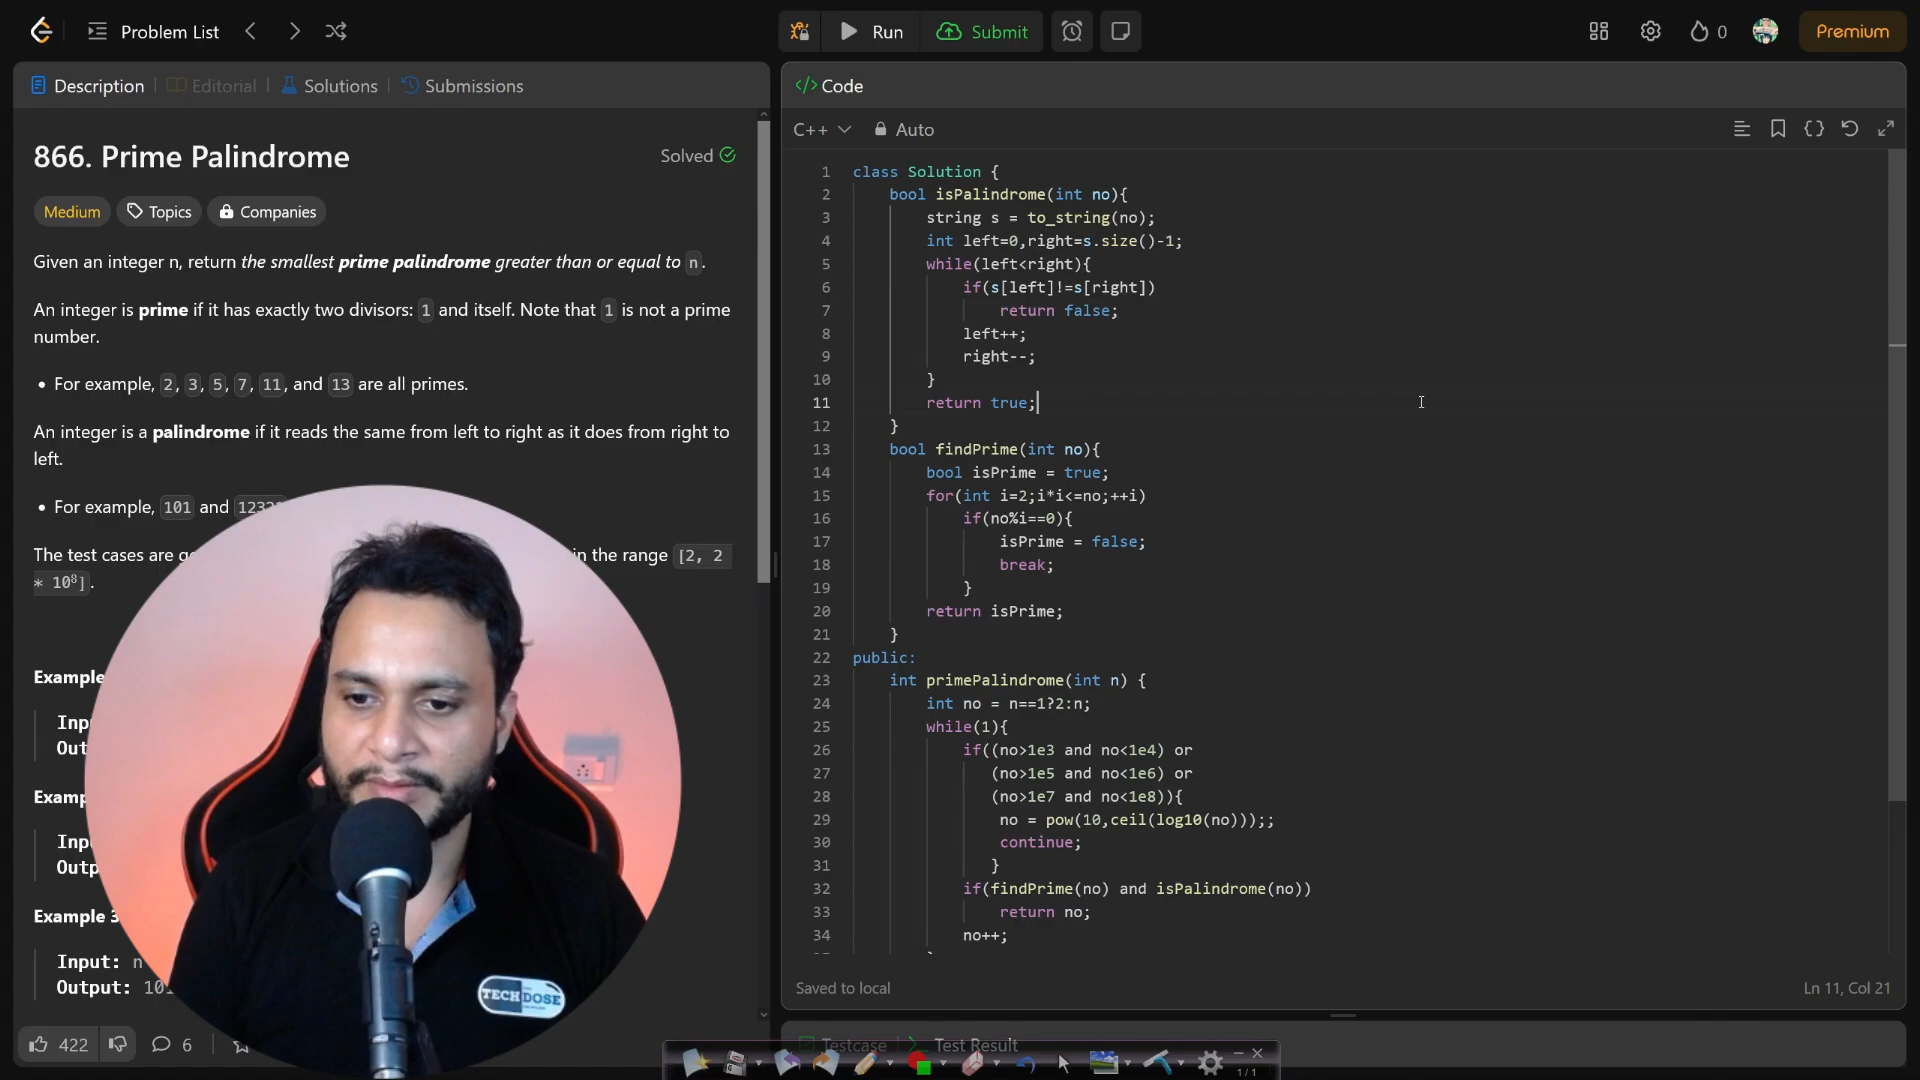 Problem List
Run
Submit
0
Premium
Description
Editorial
Solutions
Submissions
866. Prime Palindrome
Solved
Medium
Topics
Companies
Given an integer n, return the smallest prime palindrome greater than or equal to n.
An integer is prime if it has exactly two divisors: 1 and itself. Note that 1 is not a prime
number.
• For example, 2, 3, 5, 7, 11, and 13 are all primes.
An integer is a palindrome if it reads the same from left to right as it does from right to
left.
• For example, 101 and
The test cases are in the range [2, 2
* 10⁸].
Example
Example
Example 3
Input: n
Output:
422
6
</> Code
C++
Auto
1 class Solution {
2 bool isPalindrome(int no){
3 string s = to_string(no);
4 int left=0,right=s.size()-1;
5 while(left<right){
6 if(s[left]!=s[right])
7 return false;
8 left++;
9 right--;
10 }
11 return true;
12 }
13 bool findPrime(int no){
14 bool isPrime = true;
15 for(int i=2;i*i<=no;++i)
16 if(no%i==0){
17 isPrime = false;
18 break;
19 }
20 return isPrime;
21 }
22 public:
23 int primePalindrome(int n) {
24 int no = n==1?2:n;
25 while(1){
26 if((no>1e3 and no<1e4) or
27 (no>1e5 and no<1e6) or
28 (no>1e7 and no<1e8)){
29 no = pow(10,ceil(log10(no)));;
30 continue;
31 }
32 if(findPrime(no) and isPalindrome(no))
33 return no;
34 no++;
Saved to local
Ln 11, Col 21
Testcase
Test Result
1/1
TECH DOSE